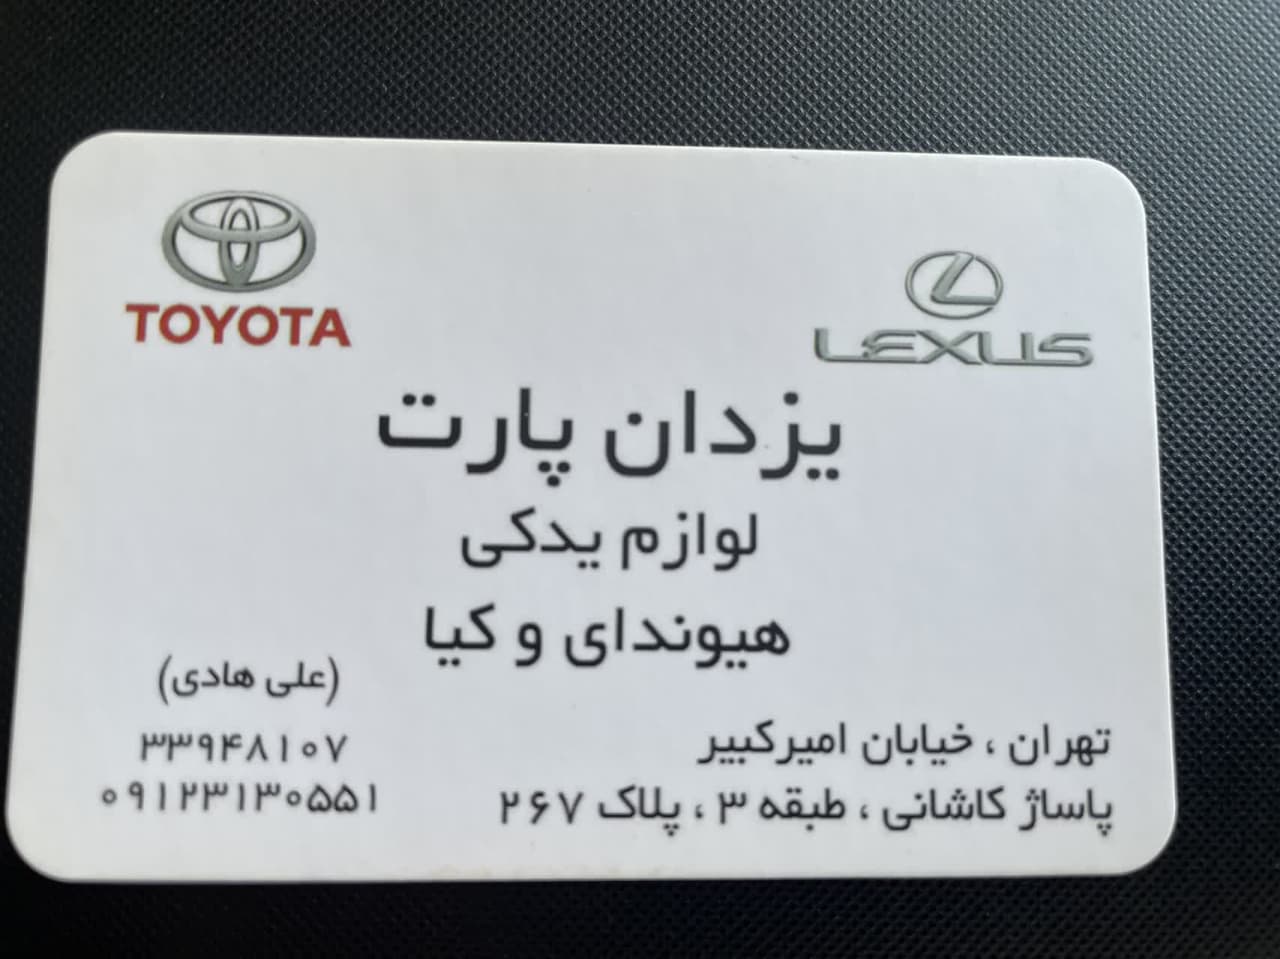 TOYOTA
LEXUS
یزدان پارت
لوازم یدکی
هیوندای و کیا
(علی هادی)
۳۳۹۴۸۱۰۷
۰۹۱۲۳۱۳۰۵۵۱
تهران ، خیابان امیرکبیر
پاساژ کاشانی ، طبقه ۳ ، پلاک ۲۶۷